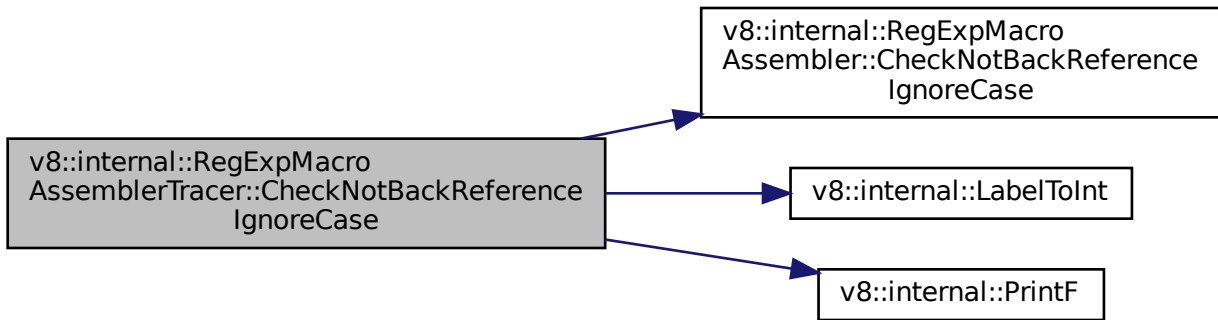 v8::internal::RegExpMacro
AssemblerTracer::CheckNotBackReference
IgnoreCase
v8::internal::RegExpMacro
Assembler::CheckNotBackReference
IgnoreCase
v8::internal::LabelToInt
v8::internal::PrintF